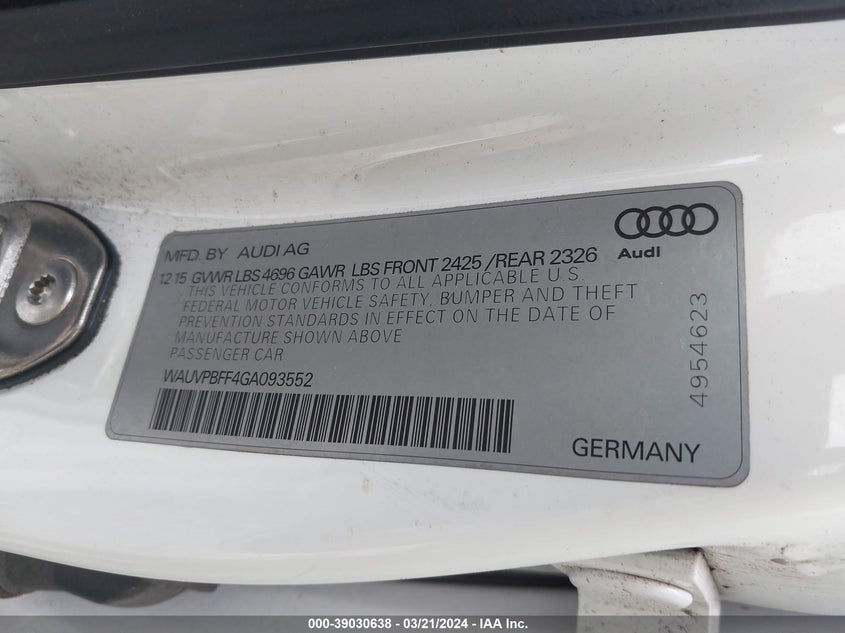 MFD. BY AUDI AG
12 15 GVWR LBS 4696 GAWR LBS FRONT 2425 /REAR 2326
THIS VEHICLE CONFORMS TO ALL APPLICABLE U.S.
FEDERAL MOTOR VEHICLE SAFETY, BUMPER AND THEFT
PREVENTION STANDARDS IN EFFECT ON THE DATE OF
MANUFACTURE SHOWN ABOVE
PASSENGER CAR
WAUVPBFF4GA093552
Audi
4954623
GERMANY
000-39030638 - 03/21/2024 - IAA Inc.